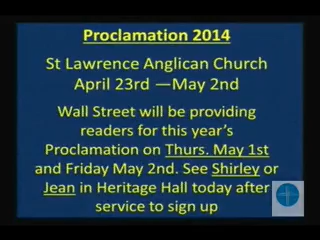 Proclamation 2014
St Lawrence Anglican Church
April 23rd —May 2nd
Wall Street will be providing
readers for this year's
Proclamation on Thurs. May 1st
and Friday May 2nd. See Shirley or
Jean in Heritage Hall today after
service to sign up